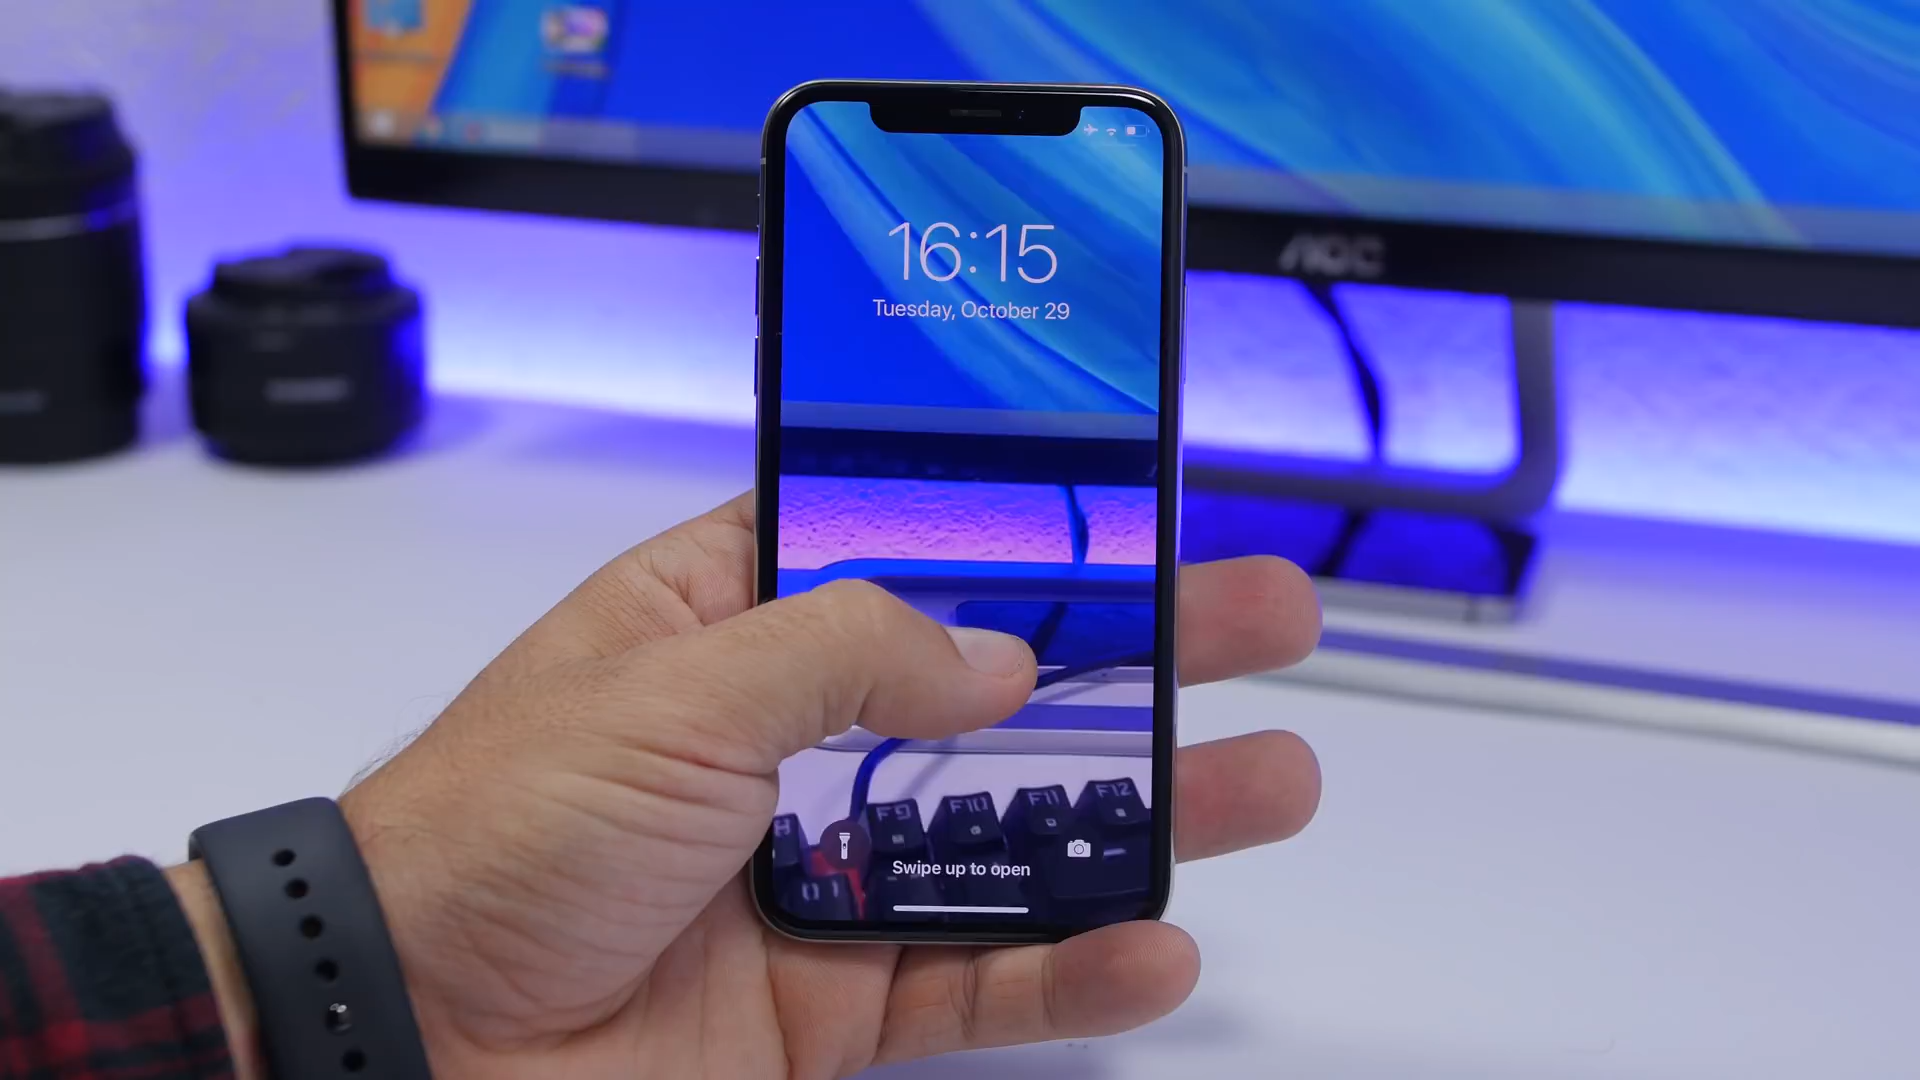 AOC
16:15
Tuesday, October 29
F9
F10
F11
F12
Swipe up to open